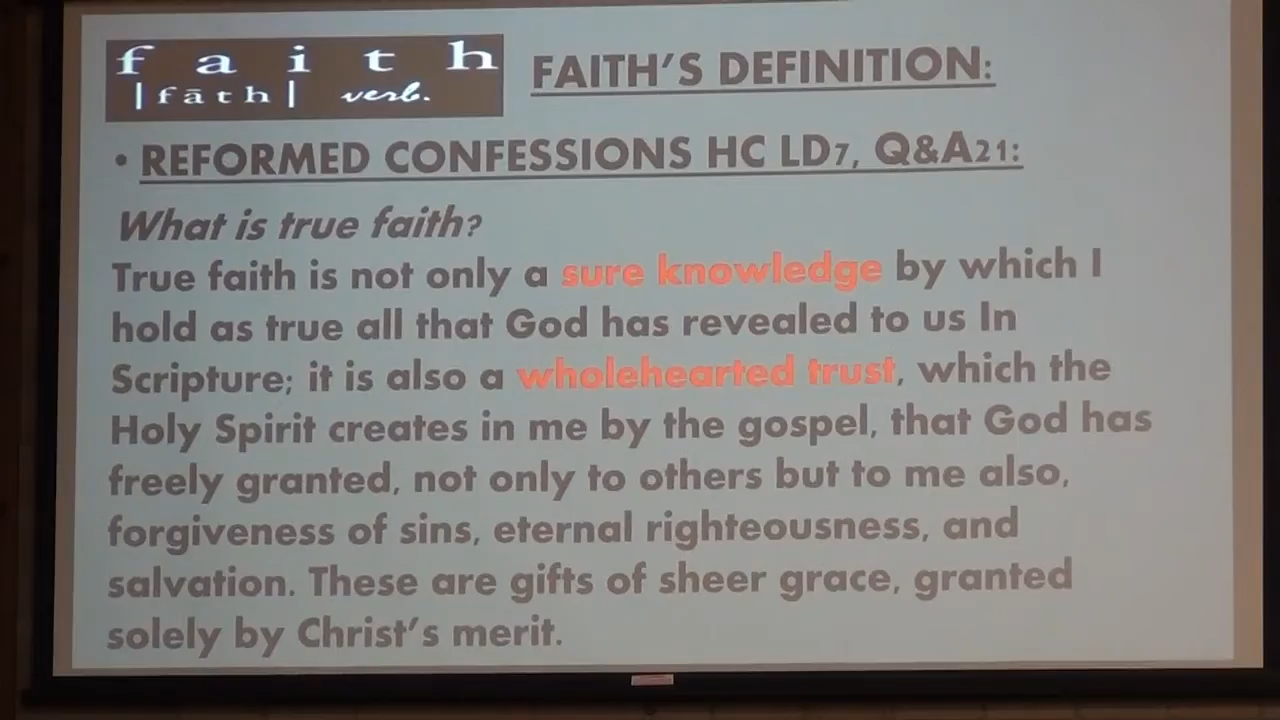 faith
|fāth| verb.
FAITH'S DEFINITION:
• REFORMED CONFESSIONS HC LD7, Q&A21:
What is true faith?
True faith is not only a sure knowledge by which I
hold as true all that God has revealed to us In
Scripture; it is also a wholehearted trust, which the
Holy Spirit creates in me by the gospel, that God has
freely granted, not only to others but to me also,
forgiveness of sins, eternal righteousness, and
salvation. These are gifts of sheer grace, granted
solely by Christ's merit.